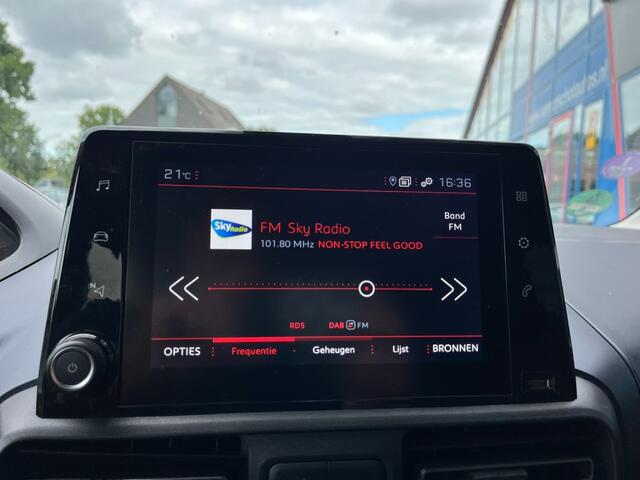 21°C
16:36
Sky Radio
FM Sky Radio
101.80 MHz NON-STOP FEEL GOOD
Band
FM
N
RDS DAB FM
OPTIES Frequentie Geheugen Lijst BRONNEN